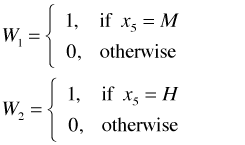 W₁ = { 1, if x₅ = M
0, otherwise
W₂ = { 1, if x₅ = H
0, otherwise